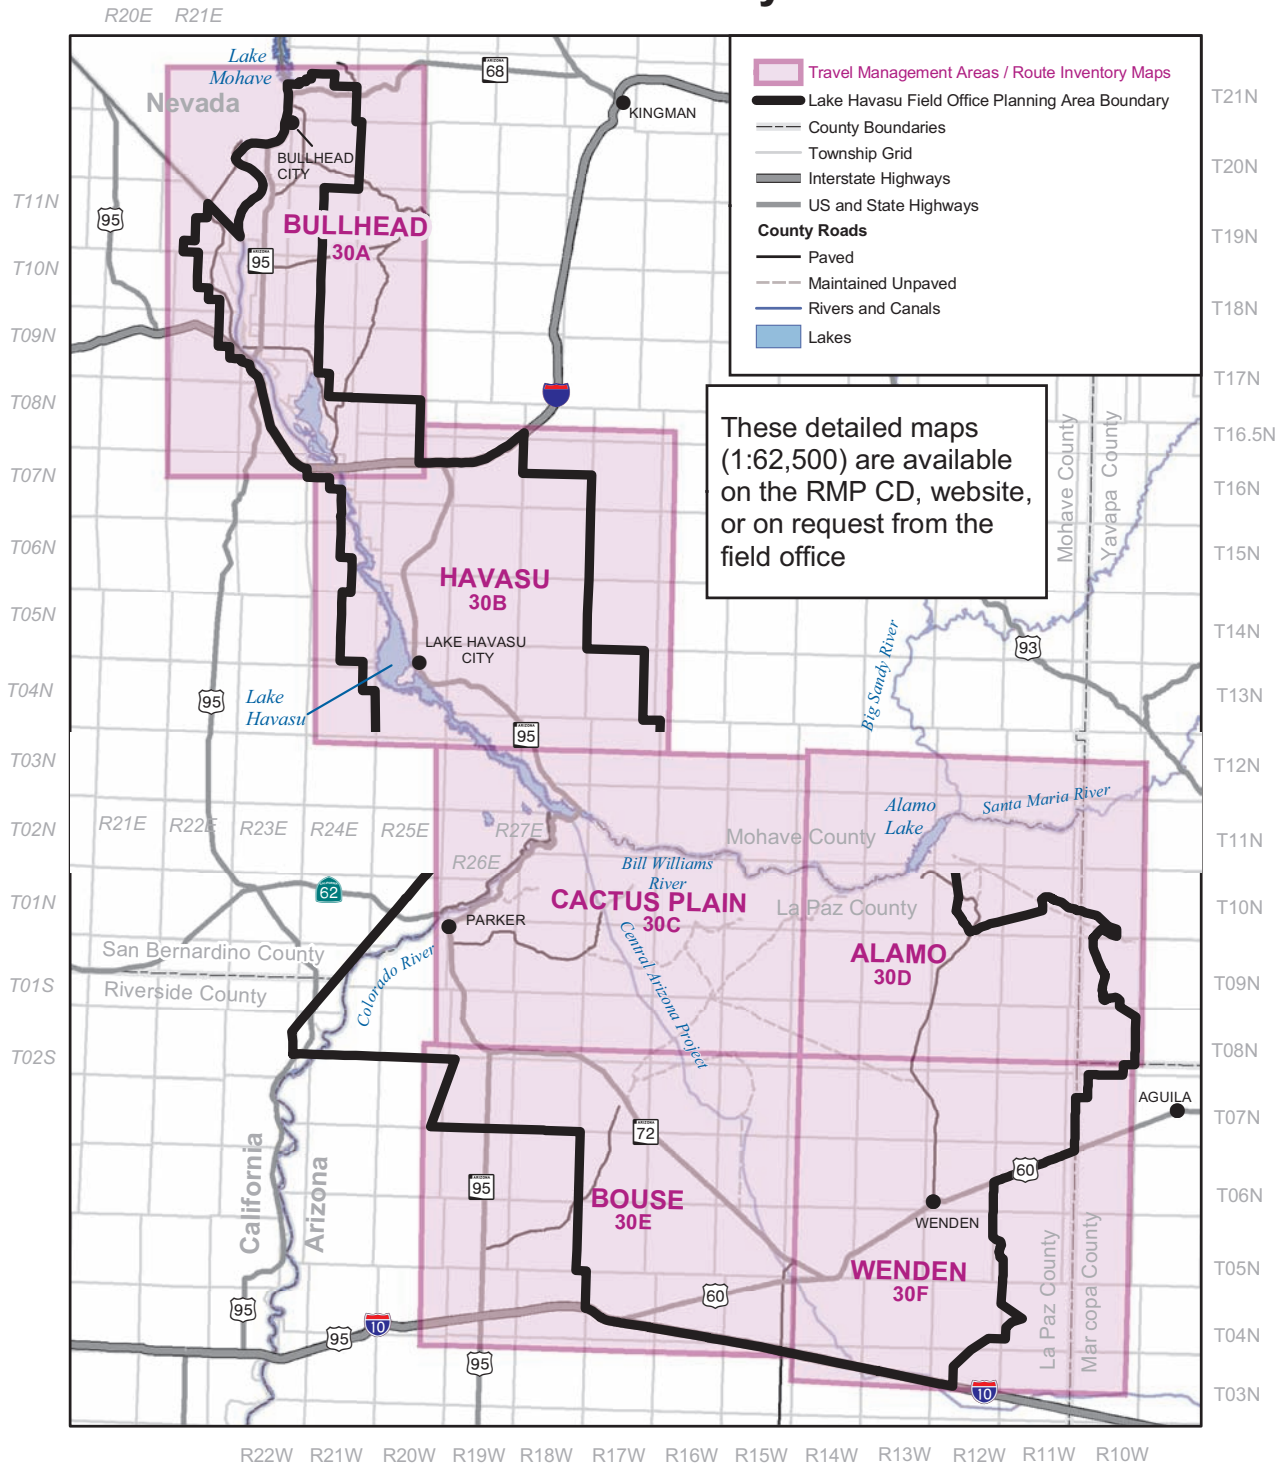 R20E R21E
Lake
Mohave
Nevada
68
KINGMAN
BULLHEAD
CITY
95
BULLHEAD
30A
ARIZONA
95
Travel Management Areas / Route Inventory Maps
Lake Havasu Field Office Planning Area Boundary
County Boundaries
Township Grid
Interstate Highways
US and State Highways
County Roads
Paved
Maintained Unpaved
Rivers and Canals
Lakes
These detailed maps
(1:62,500) are available
on the RMP CD, website,
or on request from the
field office
T11N
T10N
T09N
T08N
T07N
T06N
T05N
T04N
T03N
T02N
T01N
T01S
T02S
T21N
T20N
T19N
T18N
T17N
T16.5N
T16N
T15N
T14N
T13N
T12N
T11N
T10N
T09N
T08N
T07N
T06N
T05N
T04N
T03N
Mohave County
Yavapa County
HAVASU
30B
LAKE HAVASU
CITY
Lake
Havasu
95
ARIZONA
95
Big Sandy River
93
R21E R22E R23E R24E R25E R27E
R26E
Alamo
Lake
Santa Maria River
Mohave County
Bill Williams
River
62
CACTUS PLAIN
30C
La Paz County
PARKER
ALAMO
30D
San Bernardino County
Riverside County
Colorado River
Central Arizona Project
AGUILA
ARIZONA
72
California
Arizona
95
BOUSE
30E
60
WENDEN
WENDEN
30F
La Paz County
Mar copa County
60
95
95
10
95
10
R22W R21W R20W R19W R18W R17W R16W R15W R14W R13W R12W R11W R10W